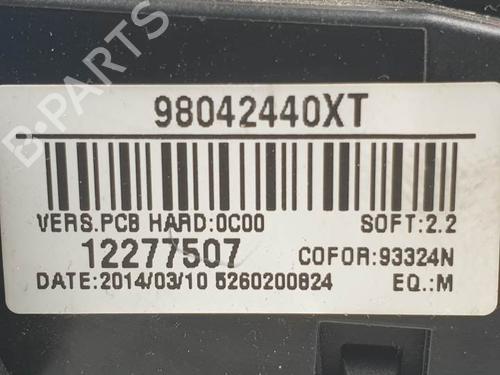 98042440XT
VERS.PCB HARD:0C00 SOFT:2.2
12277507 COFOR:93324N
DATE:2014/03/10 5260200824 EQ.:M
B-PARTS